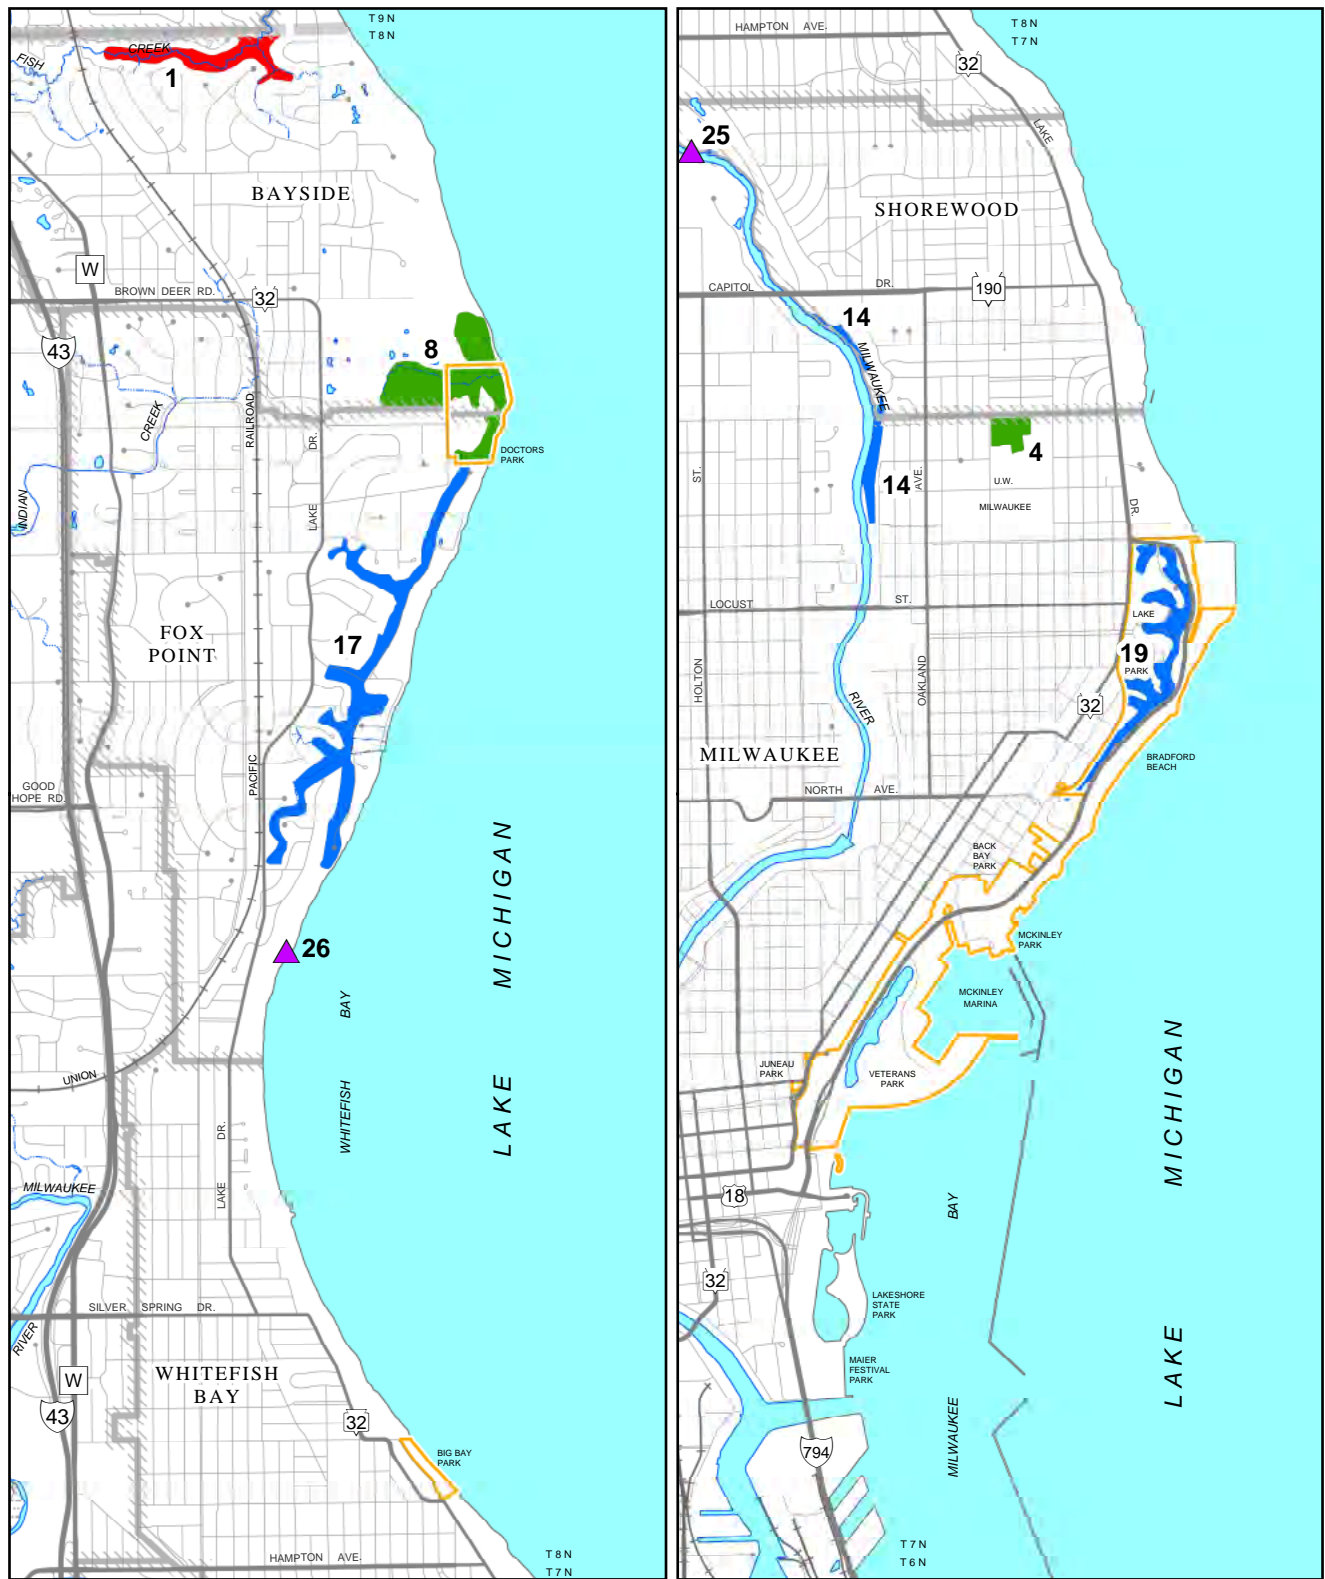 T 9 N
T 8 N
FISH
CREEK
1
BAYSIDE
W
BROWN DEER RD.
32
43
8
CREEK
RAILROAD
DR.
DOCTORS
PARK
INDIAN
LAKE
FOX
POINT
17
PACIFIC
GOOD
HOPE RD.
26
WHITEFISH BAY
LAKE MICHIGAN
UNION
LAKE DR.
MILWAUKEE
RIVER
SILVER SPRING DR.
WHITEFISH
BAY
W
43
32
BIG BAY
PARK
HAMPTON AVE.
T 8 N
T 7 N
HAMPTON AVE.
T 8 N
T 7 N
32
25
LAKE
SHOREWOOD
CAPITOL DR.
190
14
MILWAUKEE
4
ST.
14
AVE.
U.W.
MILWAUKEE
DR.
LOCUST ST.
LAKE
19
PARK
HOLTON
OAKLAND
RIVER
32
MILWAUKEE
BRADFORD
BEACH
NORTH AVE.
BACK
BAY
PARK
MCKINLEY
PARK
MCKINLEY
MARINA
JUNEAU
PARK
VETERANS
PARK
LAKE MICHIGAN
18
MILWAUKEE BAY
32
LAKESHORE
STATE
PARK
MAIER
FESTIVAL
PARK
794
T 7 N
T 6 N